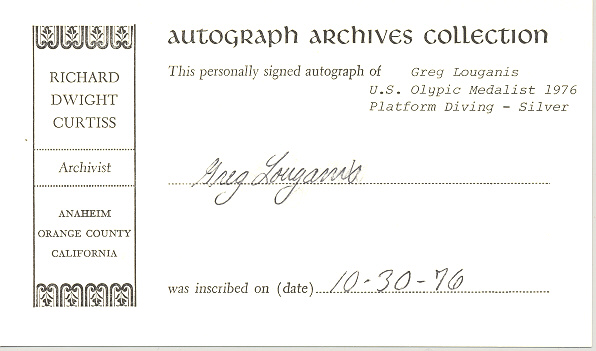 RICHARD
DWIGHT
CURTISS
Archivist
ANAHEIM
ORANGE COUNTY
CALIFORNIA
AUTOGRAPH ARCHIVES COLLECTION
This personally signed autograph of Greg Louganis
U.S. Olypic Medalist 1976
Platform Diving - Silver
Greg Louganis
was inscribed on (date) 10-30-76